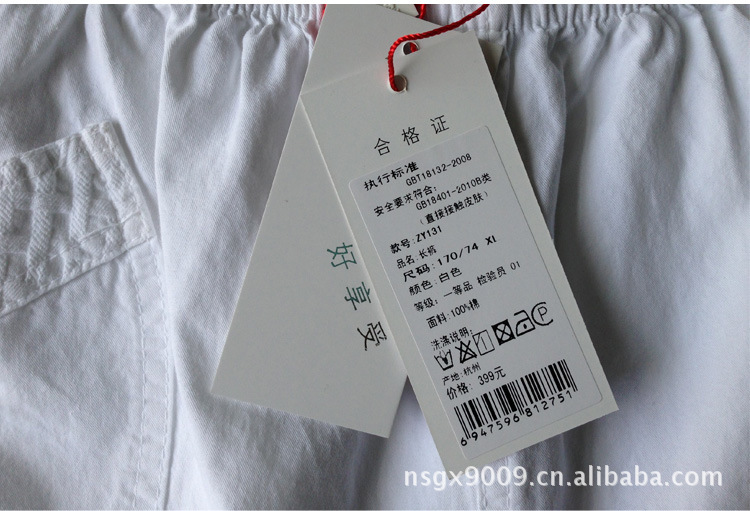 合格证
执行标准
GBT18132-2008
安全要求符合:
GB18401-2010B类
(直接接触皮肤)
款号:ZY131
品名:长裤
尺码:170/74 Xl
颜色:白色
等级:一等品 检验员 01
面料:100%棉
洗涤说明:
P
产地:杭州
价格:399元
6947596812751
好享
nsgx9009.cn.alibaba.com